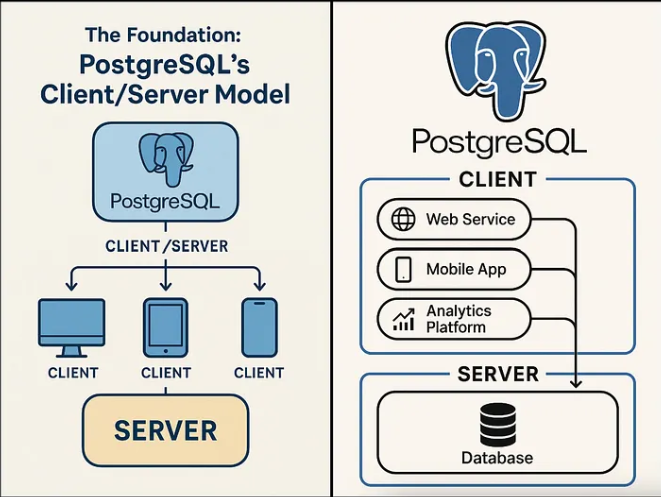 The Foundation:
PostgreSQL's
Client/Server Model
PostgreSQL
CLIENT/SERVER
CLIENT
CLIENT
CLIENT
SERVER
PostgreSQL
CLIENT
Web Service
Mobile App
Analytics
Platform
SERVER
Database